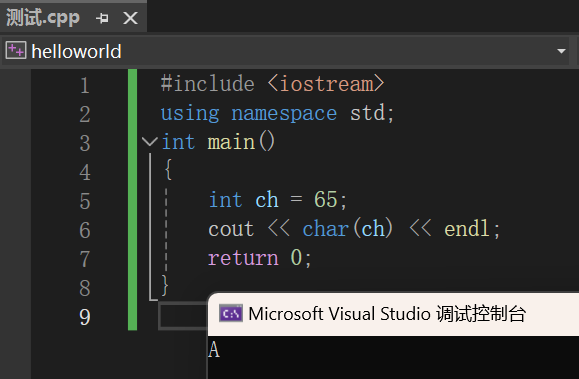 测试.cpp
helloworld
1 #include <iostream>
2 using namespace std;
3 int main()
4 {
5     int ch = 65;
6     cout << char(ch) << endl;
7     return 0;
8 }
9
C:\ Microsoft Visual Studio 调试控制台
A